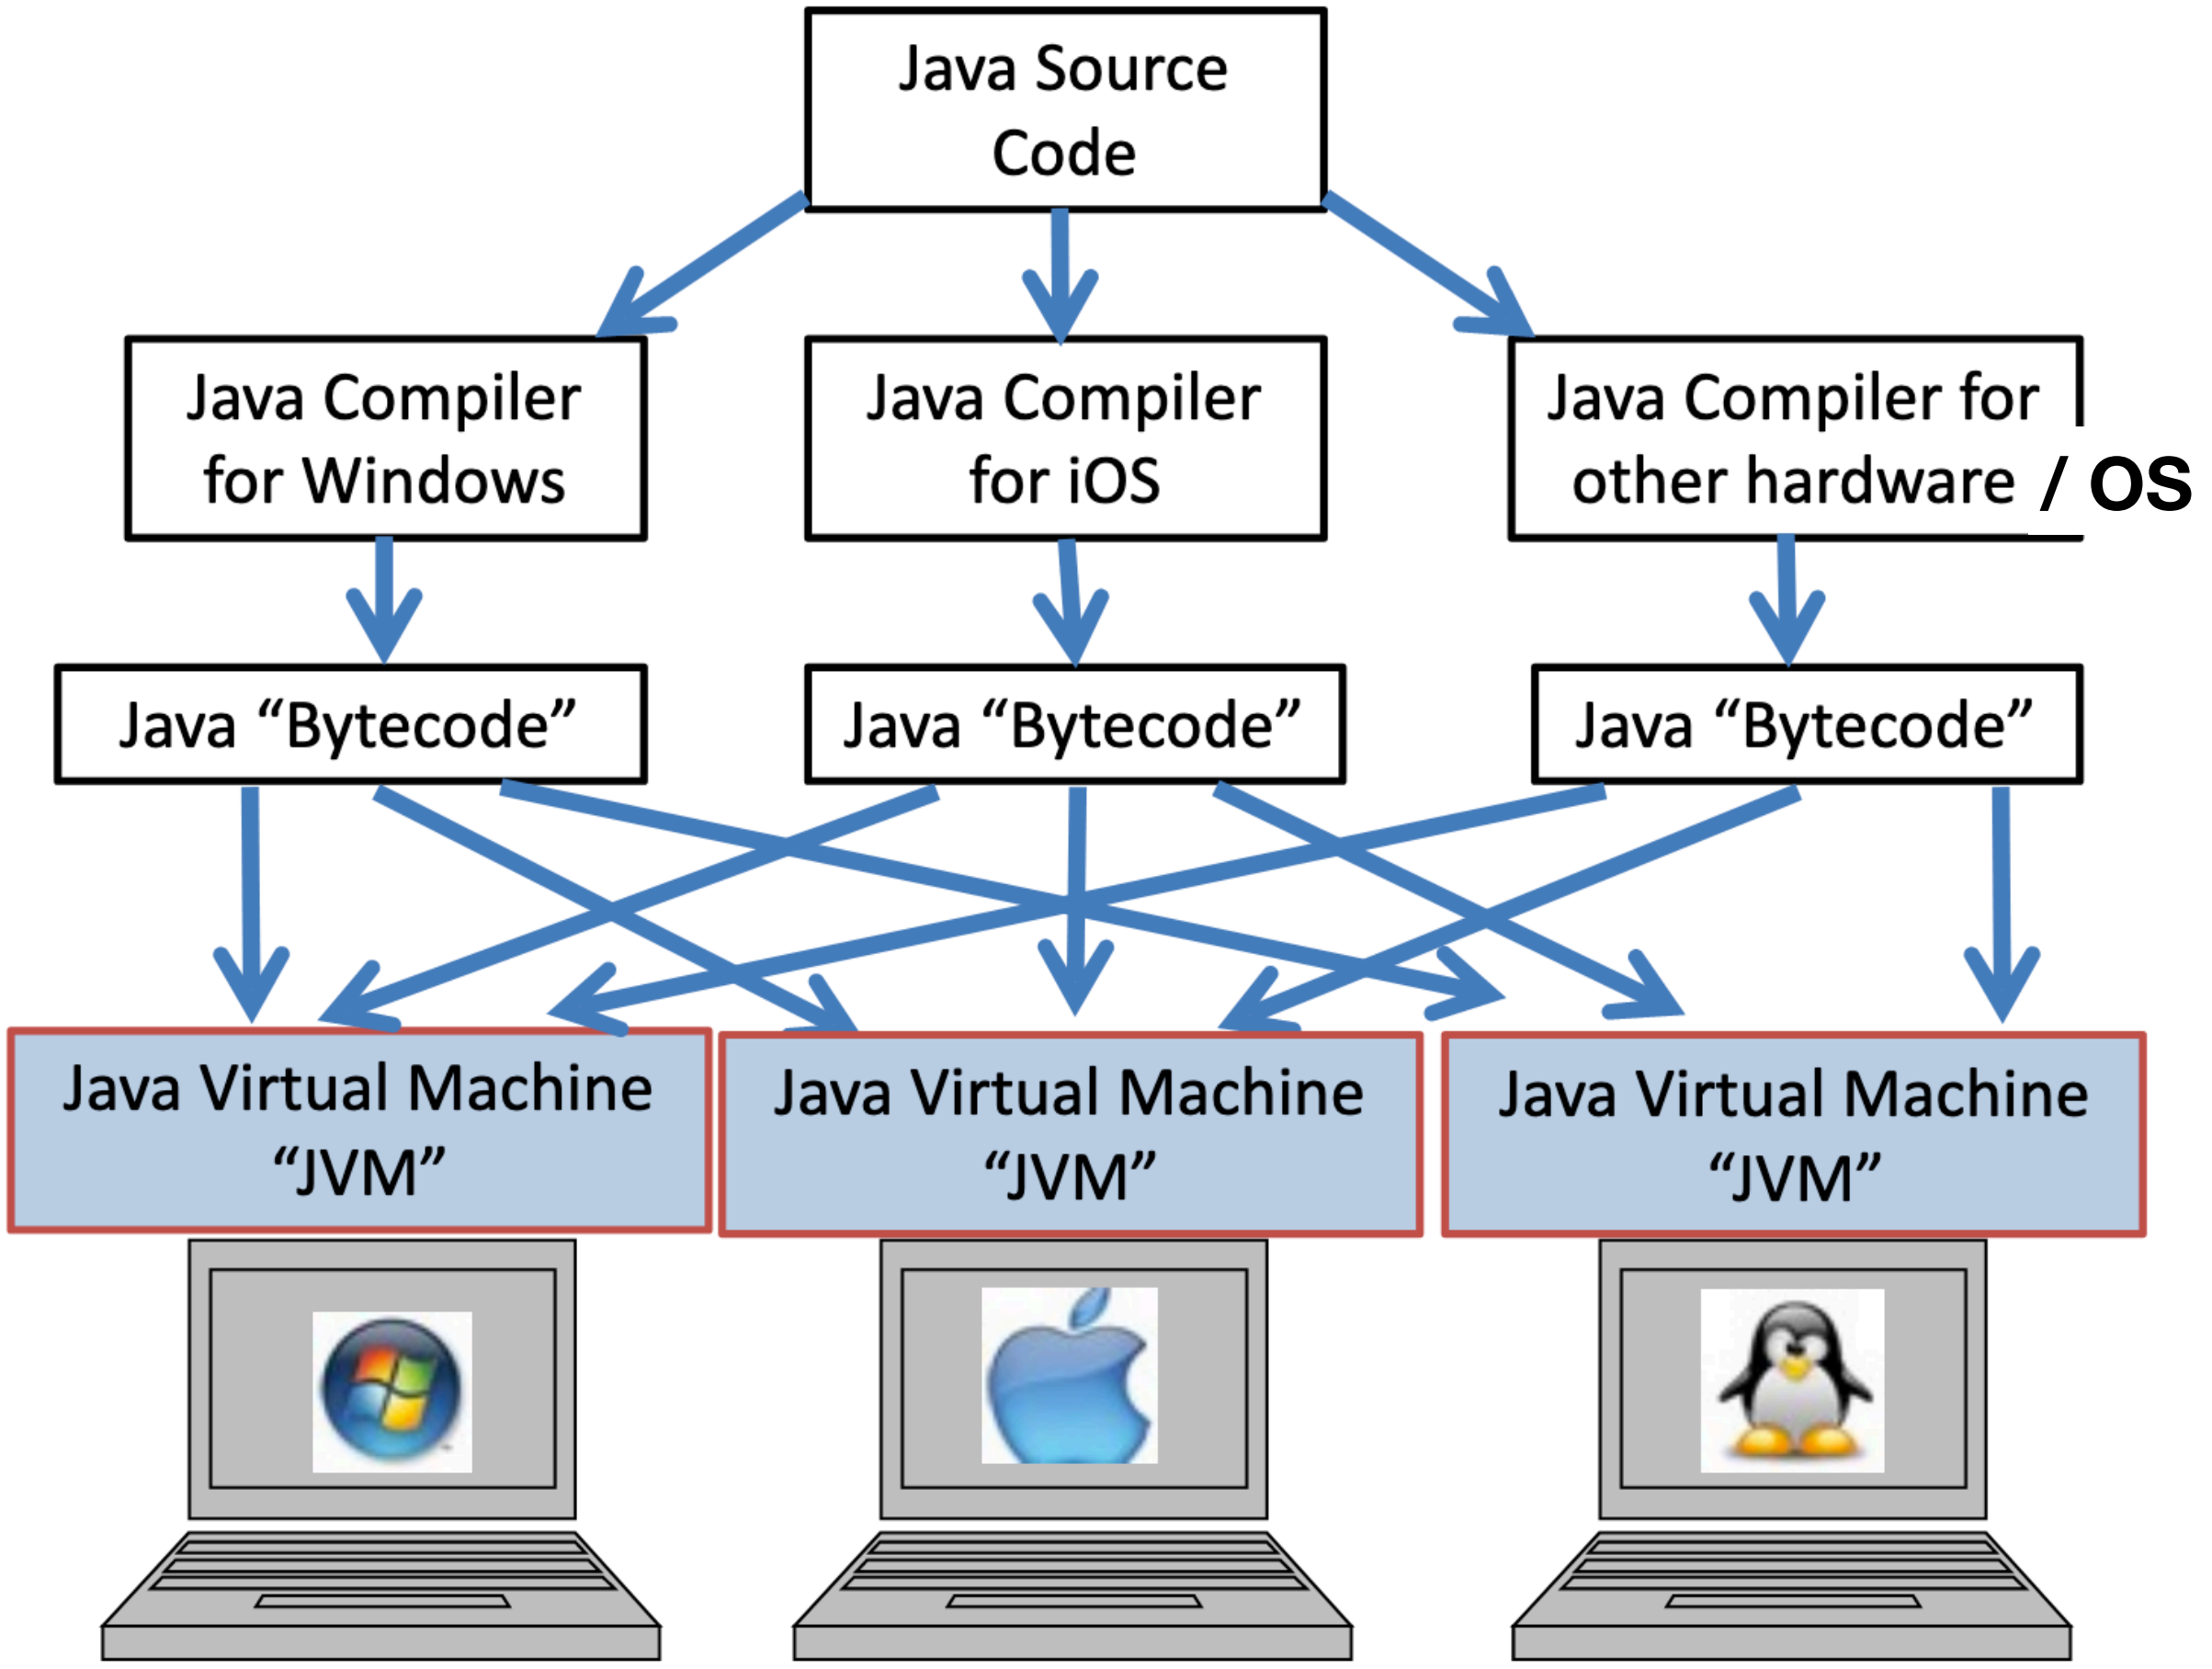 Java Source
Code
Java Compiler
for Windows
Java Compiler
for iOS
Java Compiler for
other hardware / OS
Java “Bytecode”
Java “Bytecode”
Java “Bytecode”
Java Virtual Machine
“JVM”
Java Virtual Machine
“JVM”
Java Virtual Machine
“JVM”